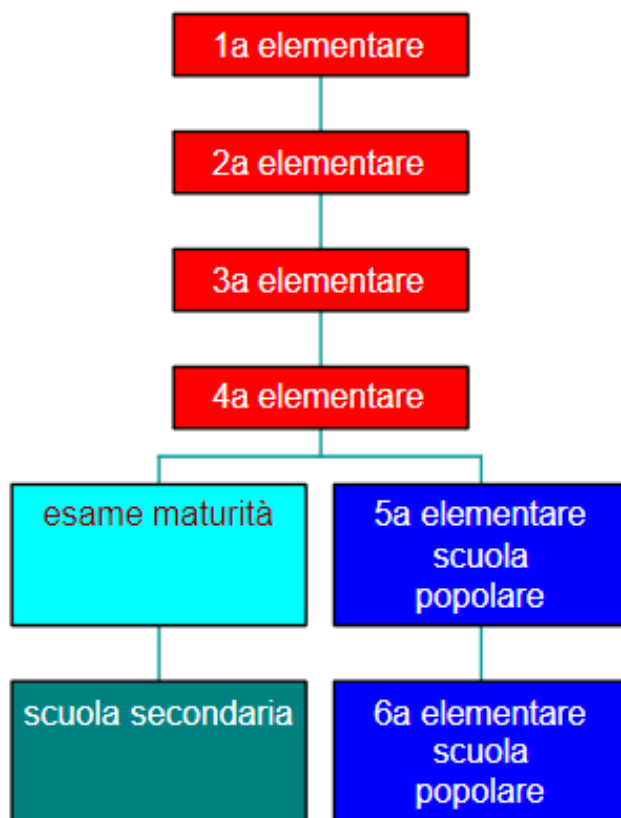 1a elementare
2a elementare
3a elementare
4a elementare
esame maturità
5a elementare
scuola
popolare
scuola secondaria
6a elementare
scuola
popolare